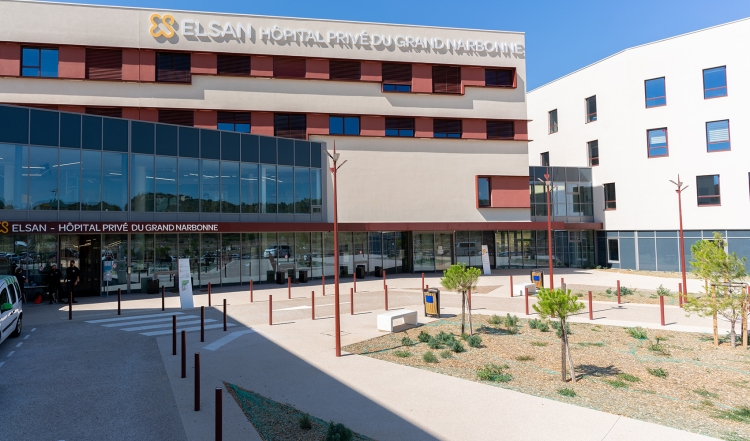 ELSAN HÔPITAL PRIVÉ DU GRAND NARBONNE
ELSAN - HÔPITAL PRIVÉ DU GRAND NARBONNE